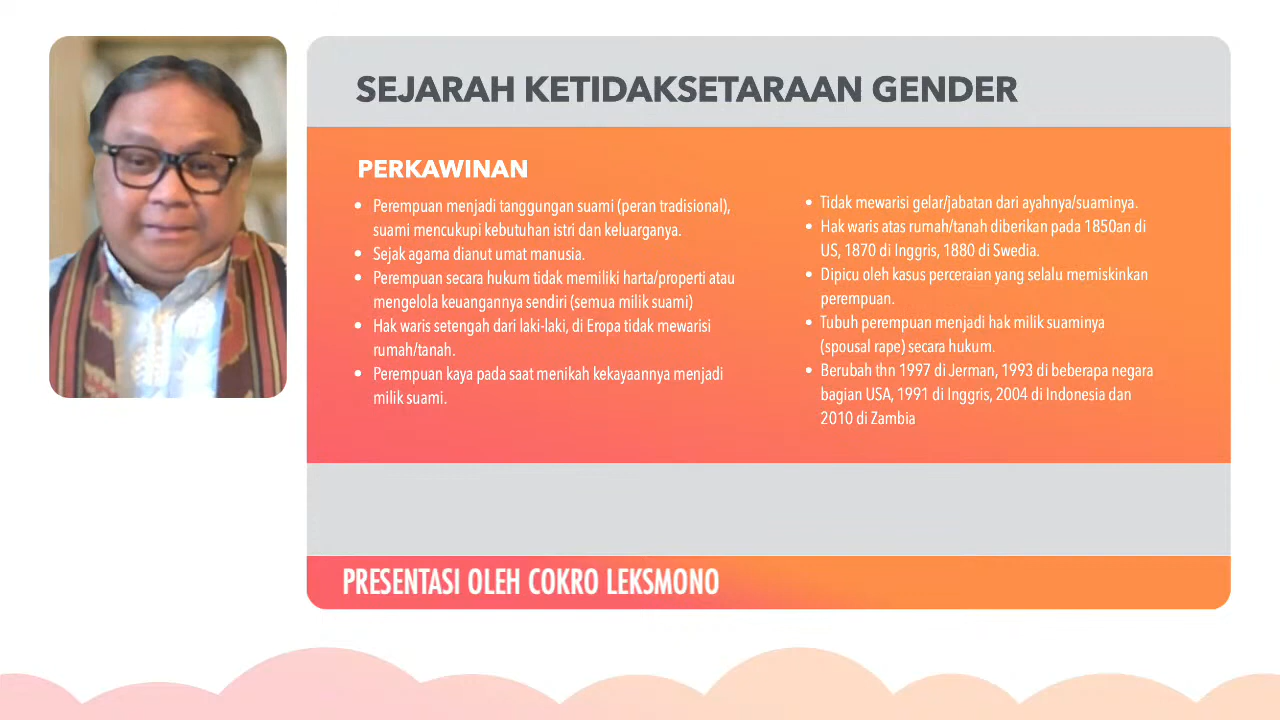 SEJARAH KETIDAKSETARAAN GENDER
PERKAWINAN
• Perempuan menjadi tanggungan suami (peran tradisional),
suami mencukupi kebutuhan istri dan keluarganya.
• Sejak agama dianut umat manusia.
• Perempuan secara hukum tidak memiliki harta/properti atau
mengelola keuangannya sendiri (semua milik suami)
• Hak waris setengah dari laki-laki, di Eropa tidak mewarisi
rumah/tanah.
• Perempuan kaya pada saat menikah kekayaannya menjadi
milik suami.
• Tidak mewarisi gelar/jabatan dari ayahnya/suaminya.
• Hak waris atas rumah/tanah diberikan pada 1850an di
US, 1870 di Inggris, 1880 di Swedia.
• Dipicu oleh kasus perceraian yang selalu memiskinkan
perempuan.
• Tubuh perempuan menjadi hak milik suaminya
(spousal rape) secara hukum.
• Berubah thn 1997 di Jerman, 1993 di beberapa negara
bagian USA, 1991 di Inggris, 2004 di Indonesia dan
2010 di Zambia
PRESENTASI OLEH COKRO LEKSMONO